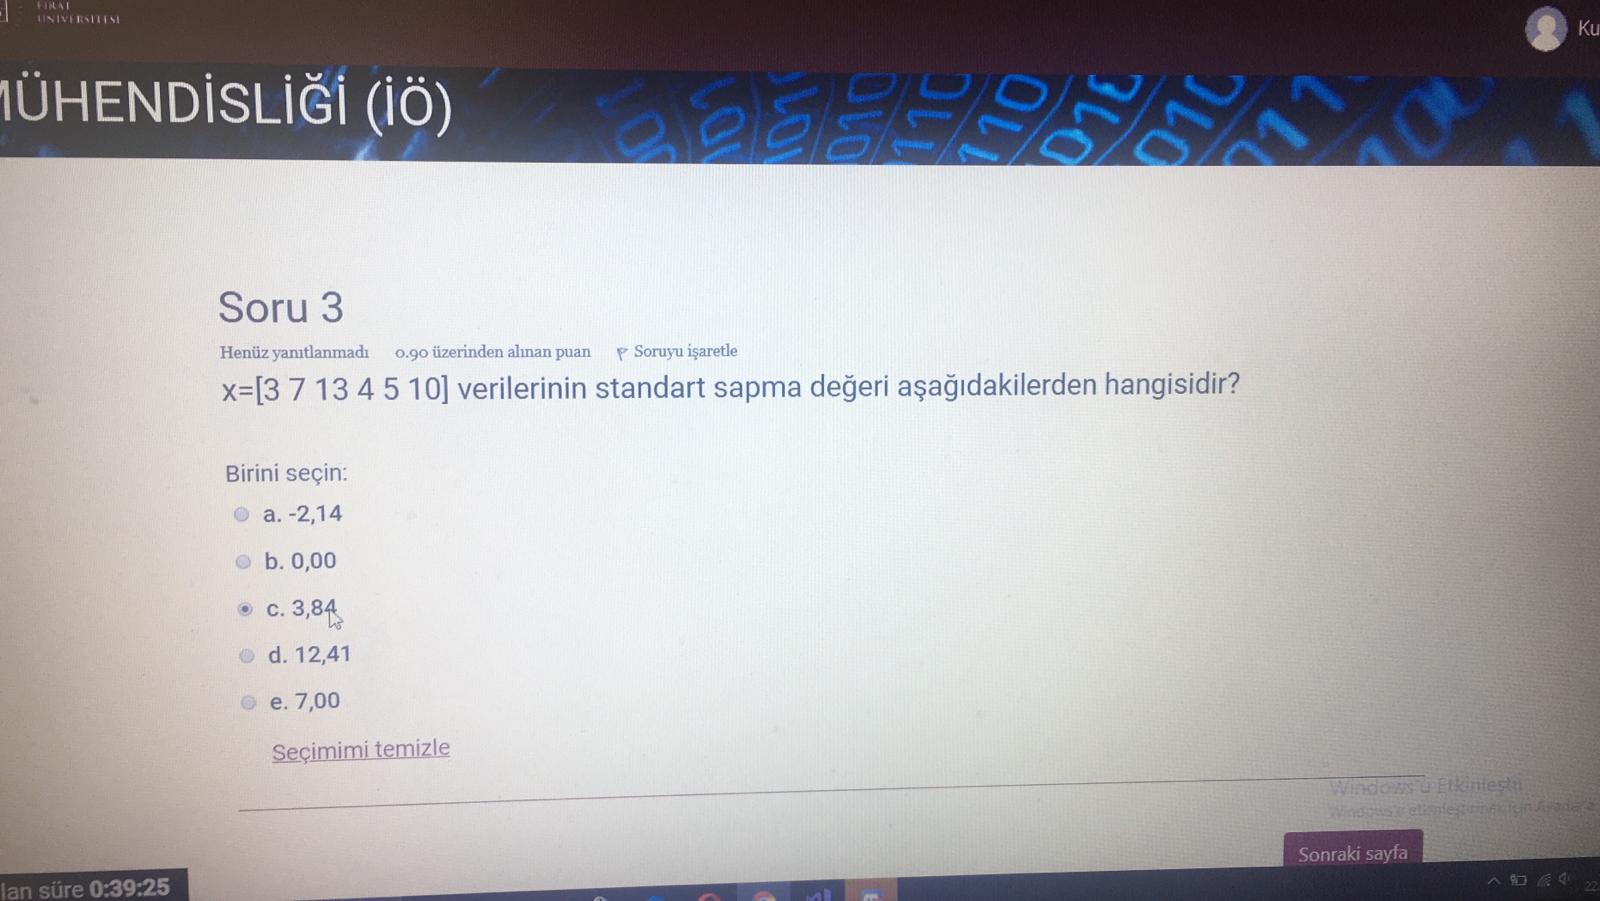 FIRAT
ÜNİVERSİTESİ
Ku
MÜHENDİSLİĞİ (İÖ)
Soru 3
Henüz yanıtlanmadı 0.90 üzerinden alınan puan Soruyu işaretle
x=[3 7 13 4 5 10] verilerinin standart sapma değeri aşağıdakilerden hangisidir?
Birini seçin:
a. -2,14
b. 0,00
c. 3,84
d. 12,41
e. 7,00
Seçimimi temizle
Windows'u Etkinleştir
Windows'u etkinleştirmek için Ayarlar'a
Sonraki sayfa
lan süre 0:39:25
22